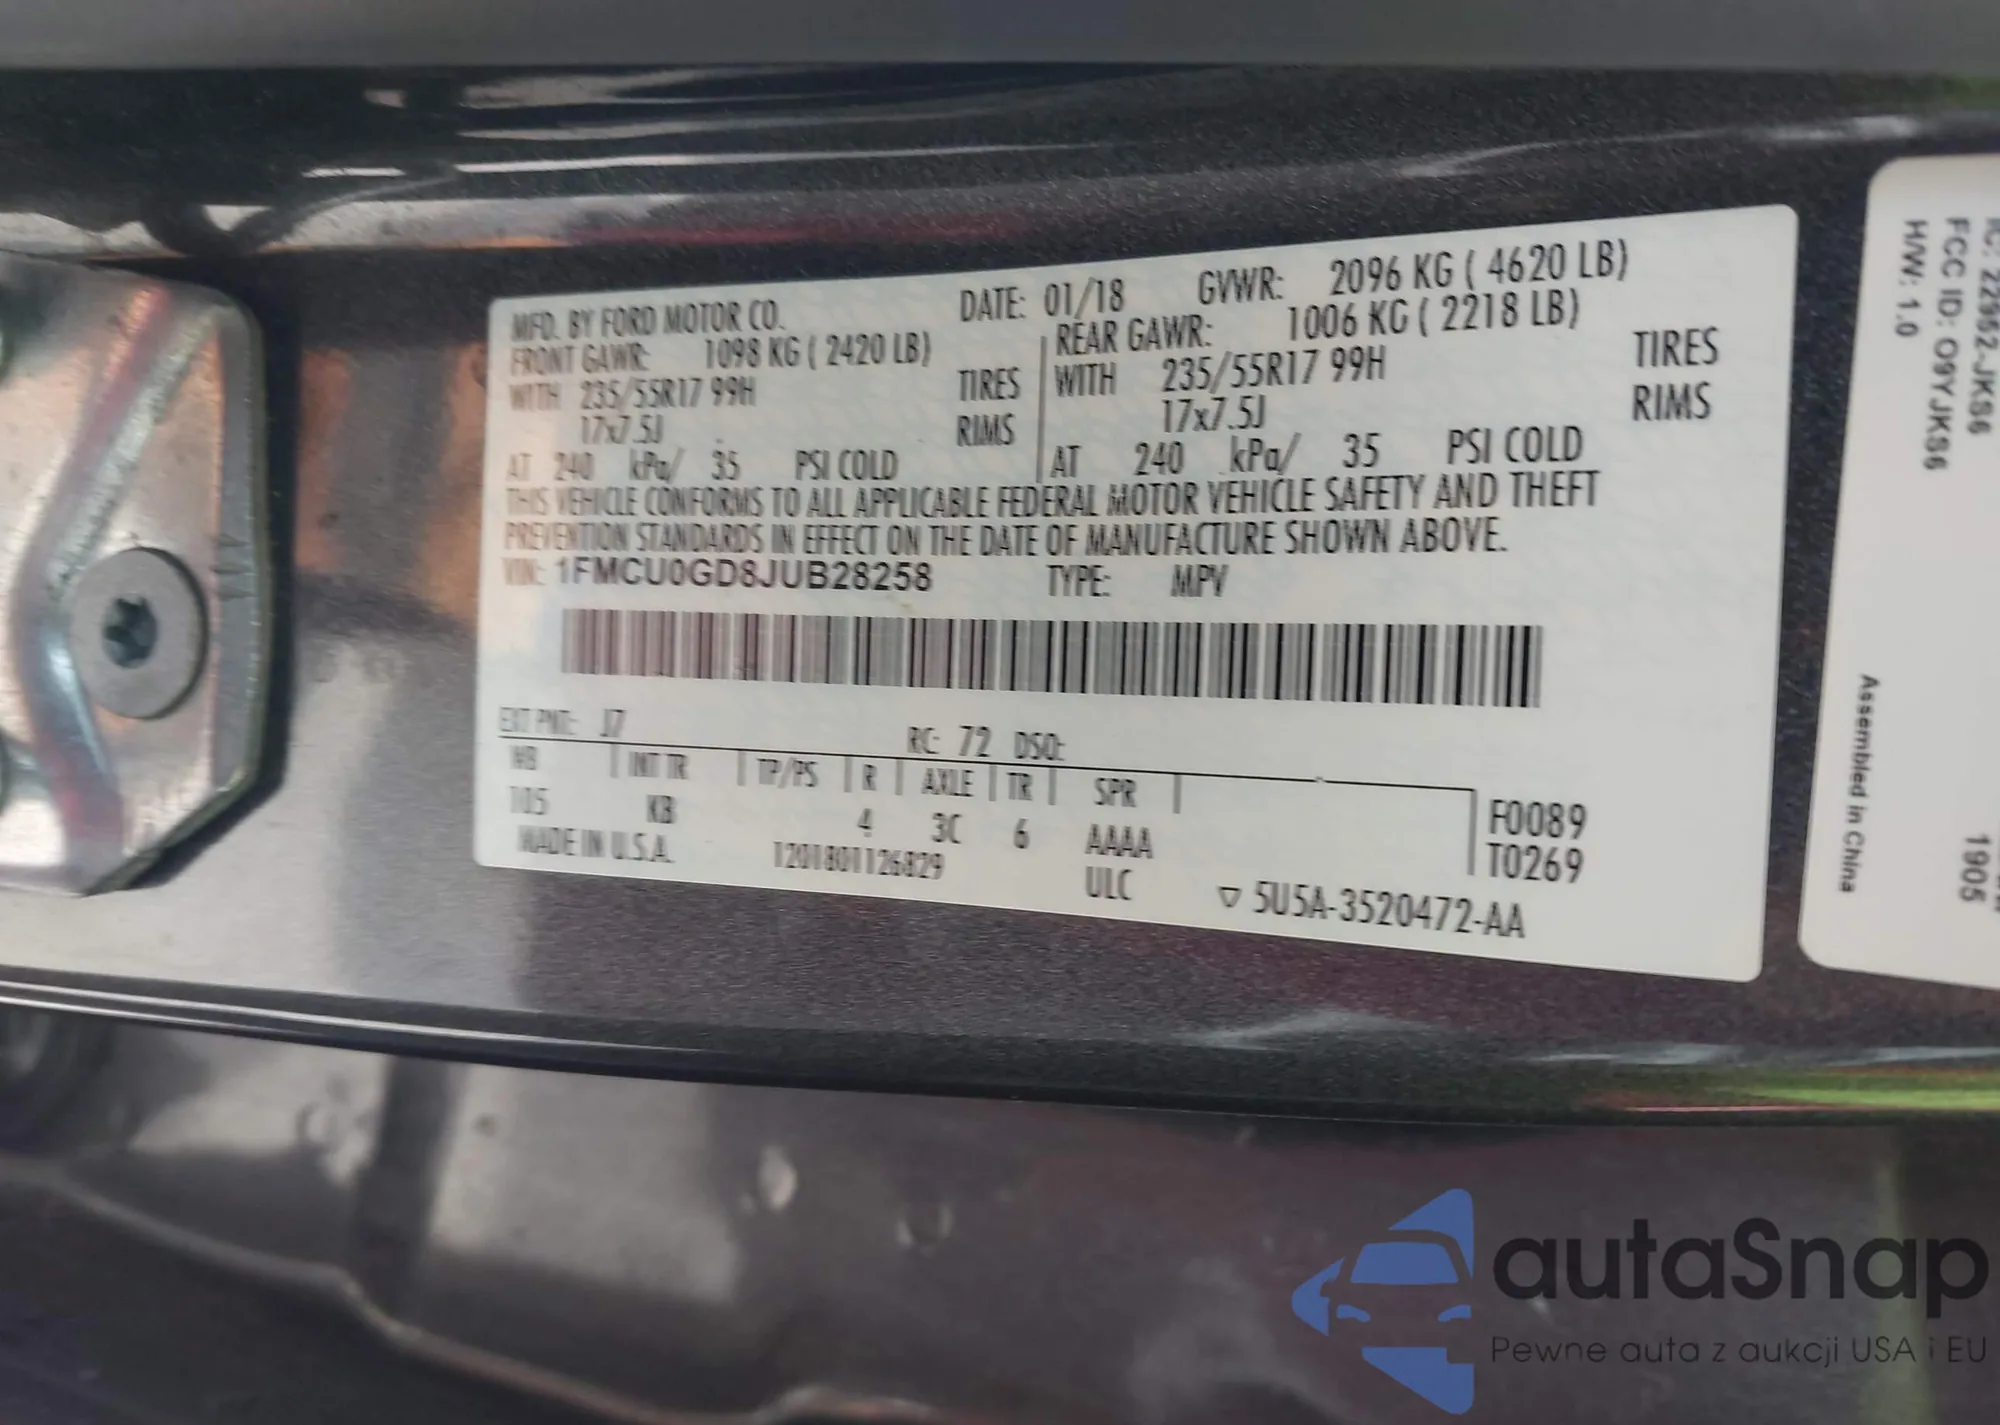 MFD. BY FORD MOTOR CO. DATE: 01/18 GVWR: 2096 KG ( 4620 LB)
FRONT GAWR: 1098 KG ( 2420 LB) REAR GAWR: 1006 KG ( 2218 LB)
WITH 235/55R17 99H TIRES WITH 235/55R17 99H TIRES
17x7.5J RIMS 17x7.5J RIMS
AT 240 kPa/ 35 PSI COLD AT 240 kPa/ 35 PSI COLD
THIS VEHICLE CONFORMS TO ALL APPLICABLE FEDERAL MOTOR VEHICLE SAFETY AND THEFT
PREVENTION STANDARDS IN EFFECT ON THE DATE OF MANUFACTURE SHOWN ABOVE.
VIN: 1FMCU0GD8JUB28258 TYPE: MPV
EXT PNT: J7 RC: 72 DSO:
WB INT TR TP/PS R AXLE TR SPR
105 KB 4 3C 6 AAAA F0089
T0269
MADE IN U.S.A. 1201801126829 ULC ▽ 5U5A-3520472-AA
IC: 22952-JKS6
FCC ID: O9YJKS6
H/W: 1.0
Assembled in China
1905
autaSnap
Pewne auta z aukcji USA i EU